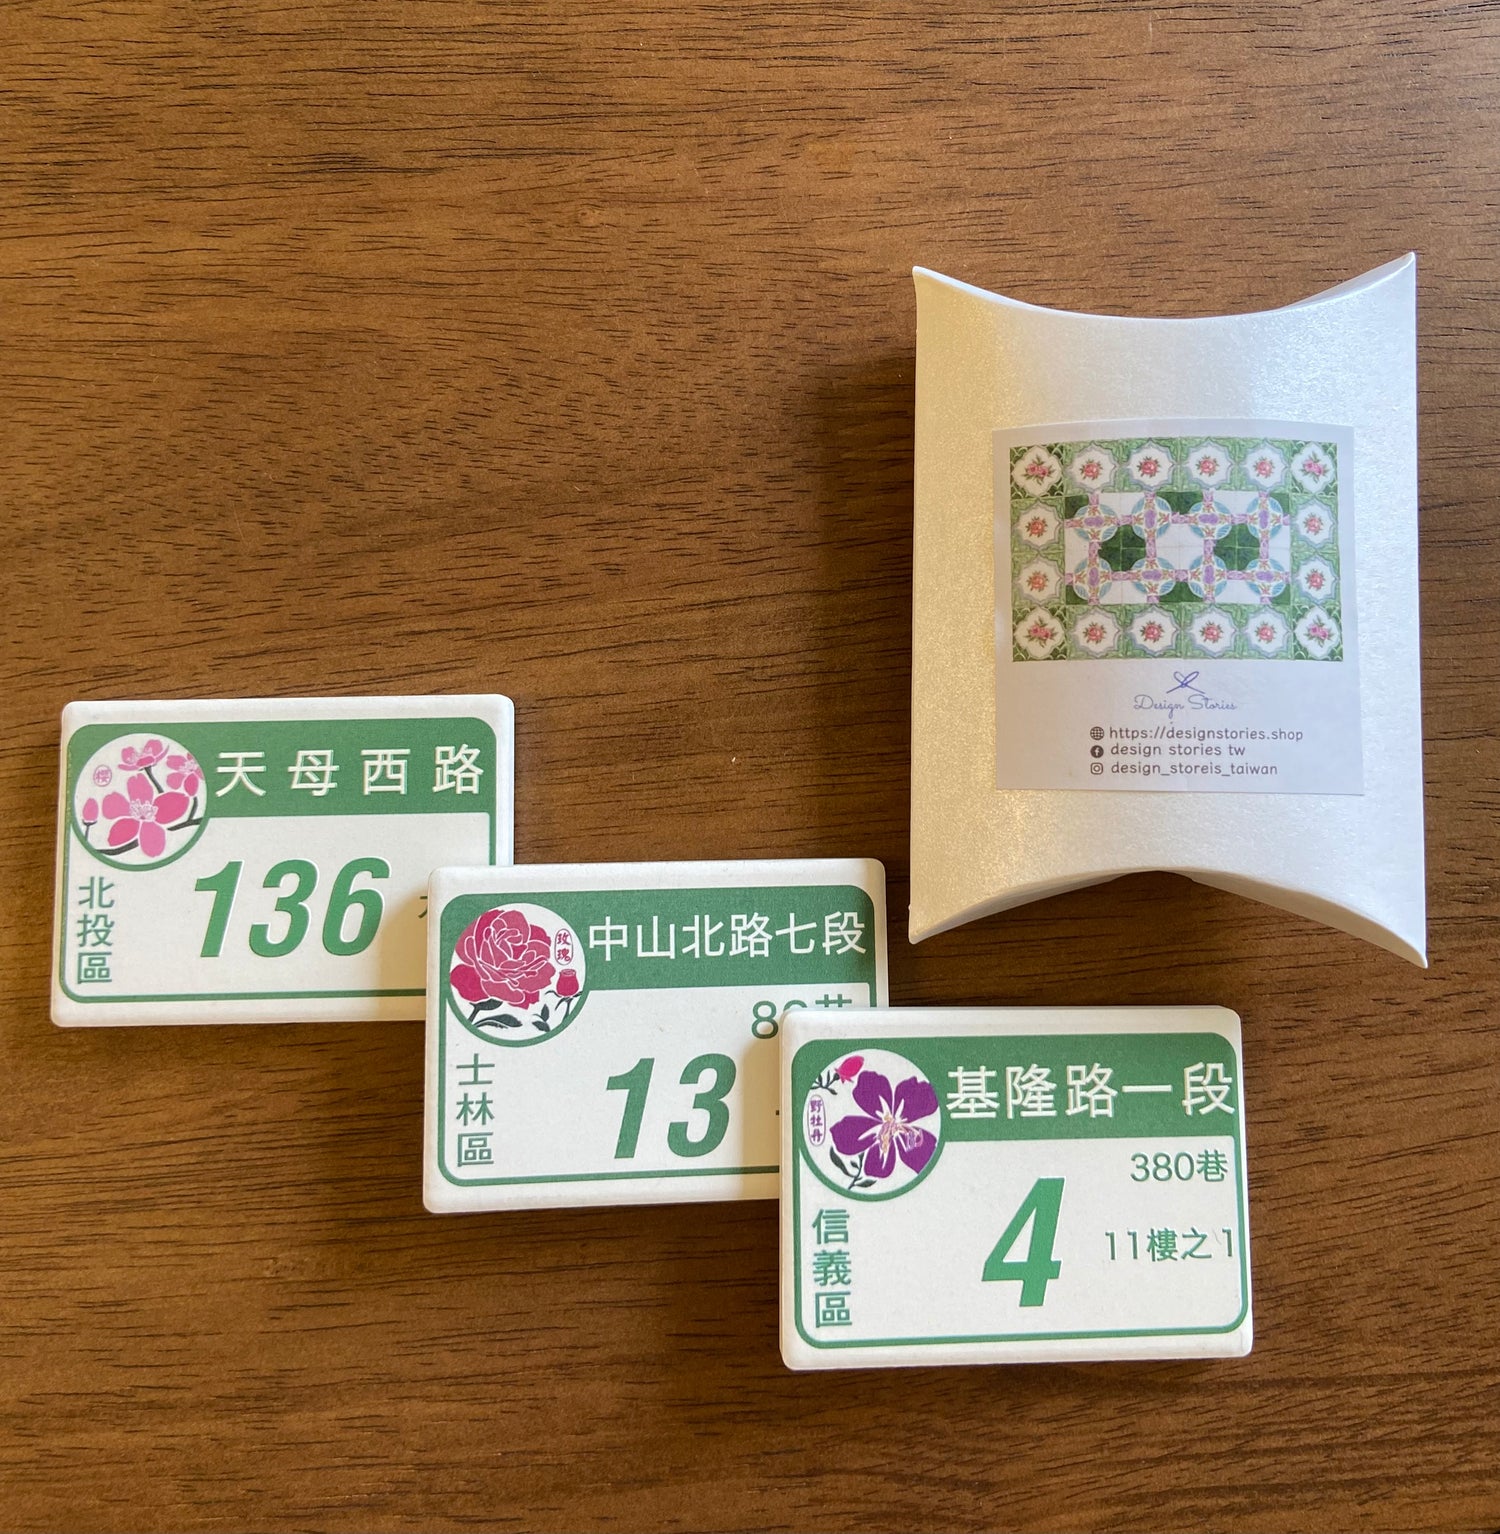 櫻
天母西路
北投區
136
玫瑰
中山北路七段
士林區
13
野牡丹
基隆路一段
380巷
信義區
4
11樓之1
Design Stories
https://designstories.shop
design stories tw
design_storeis_taiwan